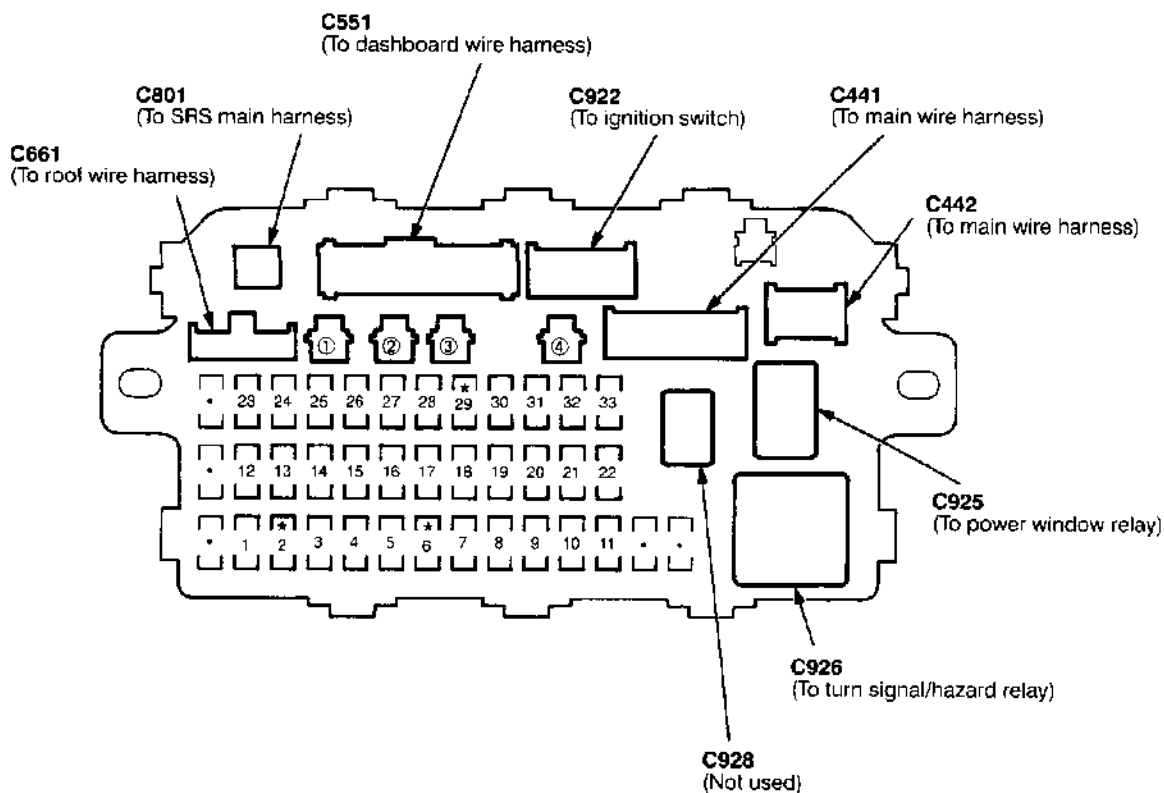 C551
(To dashboard wire harness)
C801
(To SRS main harness)
C922
(To ignition switch)
C441
(To main wire harness)
C661
(To roof wire harness)
C442
(To main wire harness)
① ② ③ ④
• 23 24 25 26 27 28 ★ 29 30 31 32 33
• 12 13 14 15 16 17 18 19 20 21 22
• 1 ★ 2 3 4 5 ★ 6 7 8 9 10 11 • •
C925
(To power window relay)
C926
(To turn signal/hazard relay)
C928
(Not used)